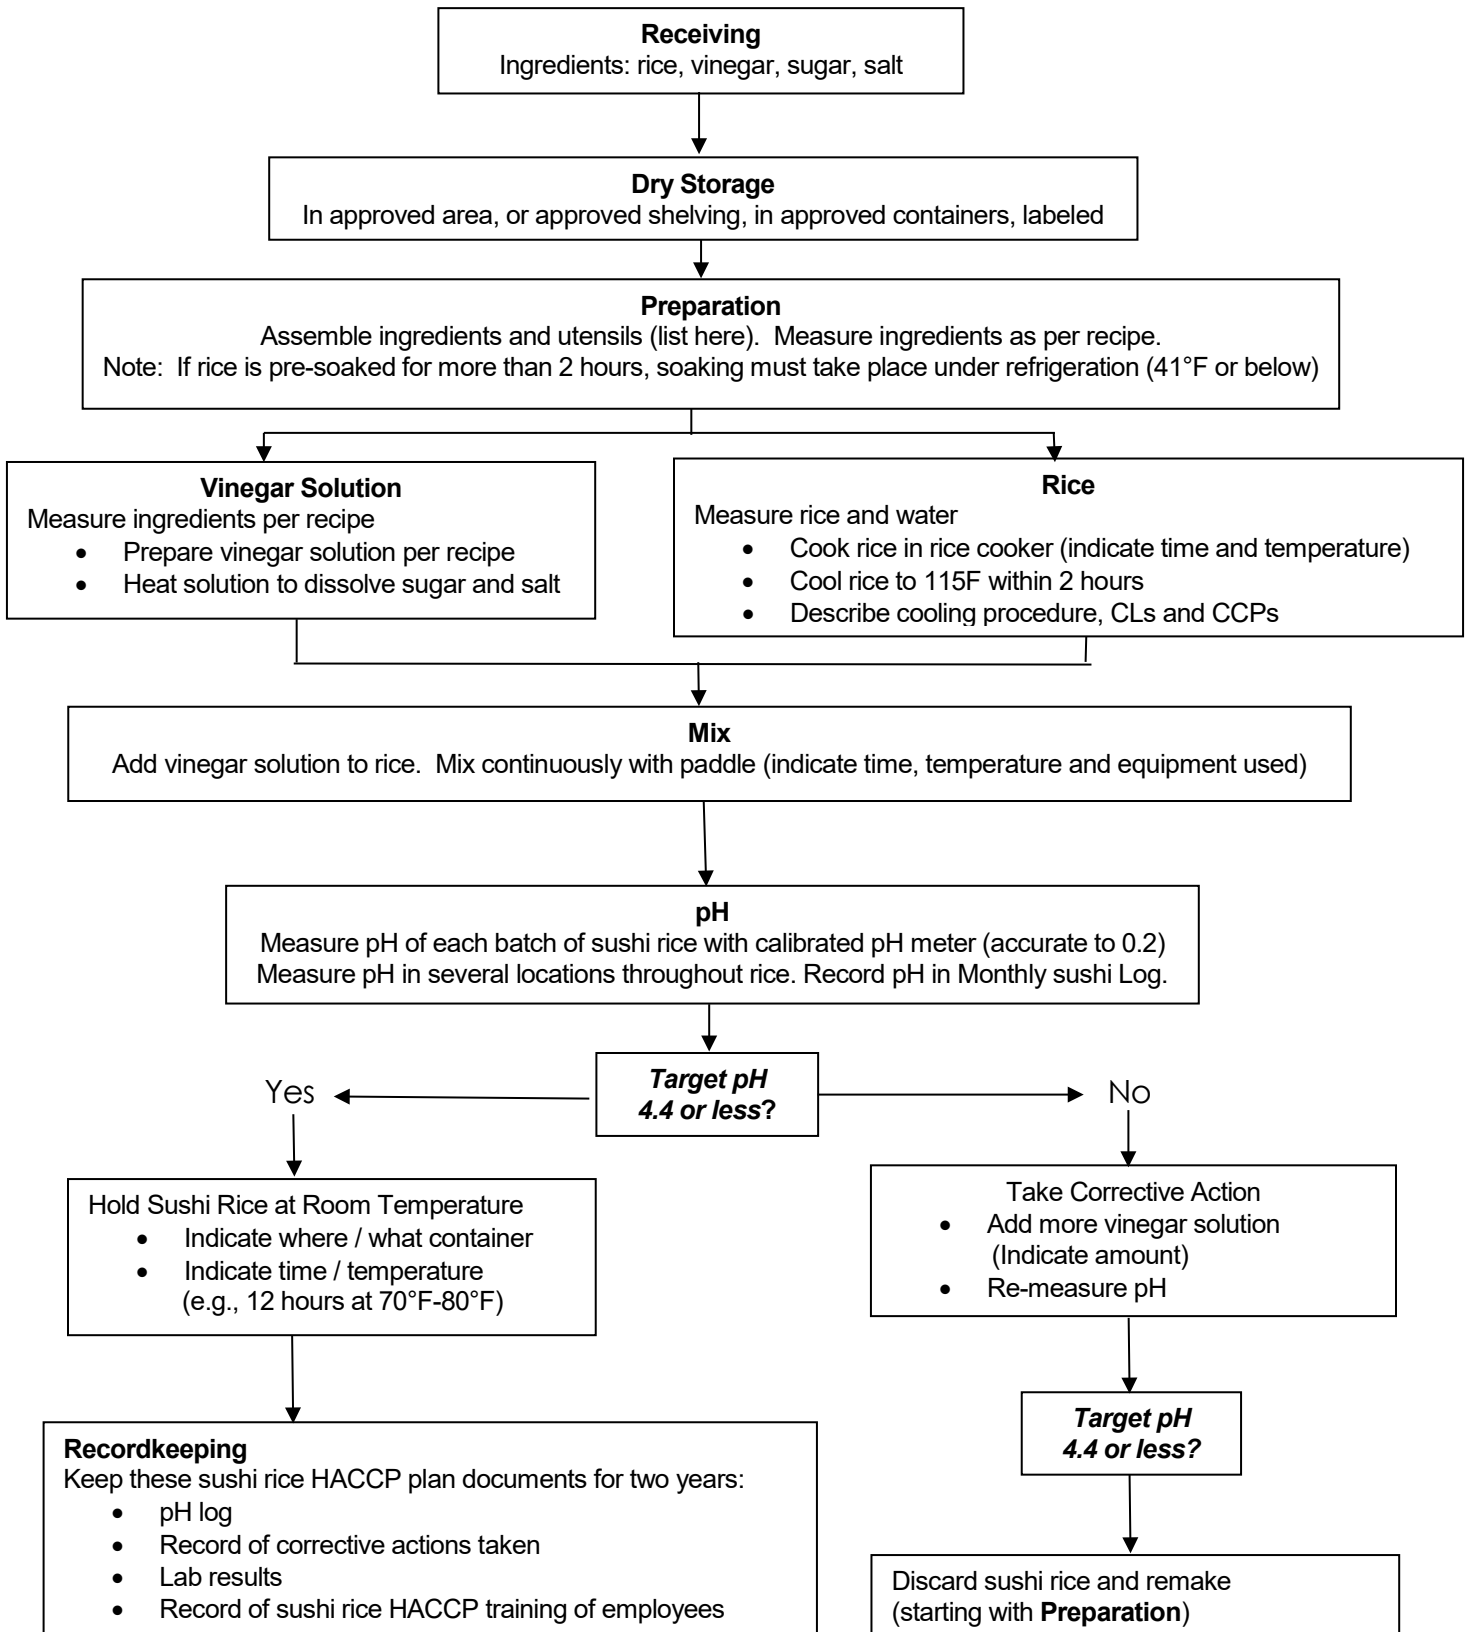 Receiving
Ingredients: rice, vinegar, sugar, salt
Dry Storage
In approved area, or approved shelving, in approved containers, labeled
Preparation
Assemble ingredients and utensils (list here).  Measure ingredients as per recipe.
Note:  If rice is pre-soaked for more than 2 hours, soaking must take place under refrigeration (41°F or below)
Vinegar Solution
Measure ingredients per recipe
• Prepare vinegar solution per recipe
• Heat solution to dissolve sugar and salt
Rice
Measure rice and water
• Cook rice in rice cooker (indicate time and temperature)
• Cool rice to 115F within 2 hours
• Describe cooling procedure, CLs and CCPs
Mix
Add vinegar solution to rice.  Mix continuously with paddle (indicate time, temperature and equipment used)
pH
Measure pH of each batch of sushi rice with calibrated pH meter (accurate to 0.2)
Measure pH in several locations throughout rice. Record pH in Monthly sushi Log.
Target pH
4.4 or less?
Yes
No
Hold Sushi Rice at Room Temperature
• Indicate where / what container
• Indicate time / temperature
(e.g., 12 hours at 70°F-80°F)
Take Corrective Action
• Add more vinegar solution
(Indicate amount)
• Re-measure pH
Target pH
4.4 or less?
Recordkeeping
Keep these sushi rice HACCP plan documents for two years:
• pH log
• Record of corrective actions taken
• Lab results
• Record of sushi rice HACCP training of employees
Discard sushi rice and remake
(starting with Preparation)